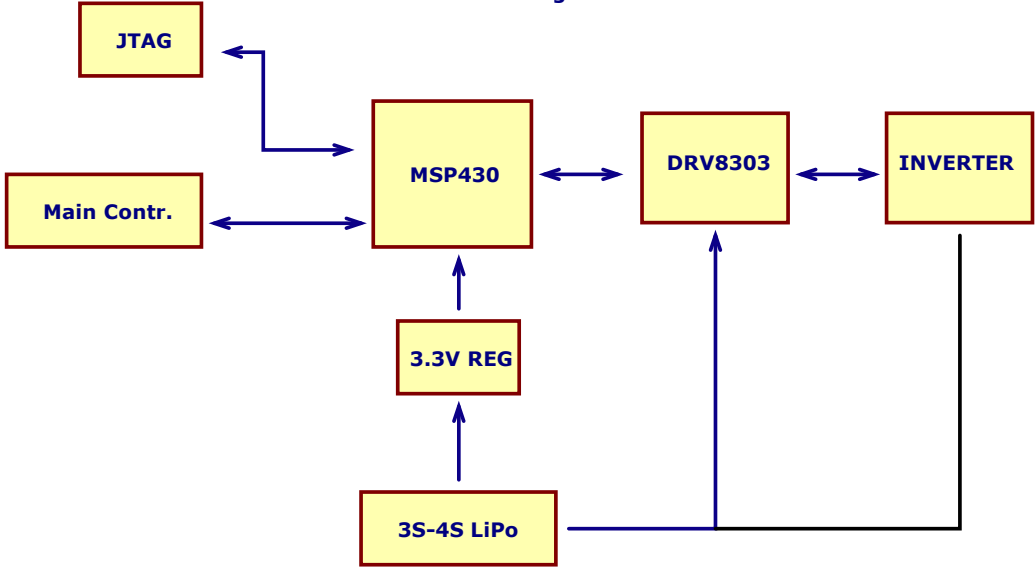 JTAG
MSP430
DRV8303
INVERTER
Main Contr.
3.3V REG
3S-4S LiPo